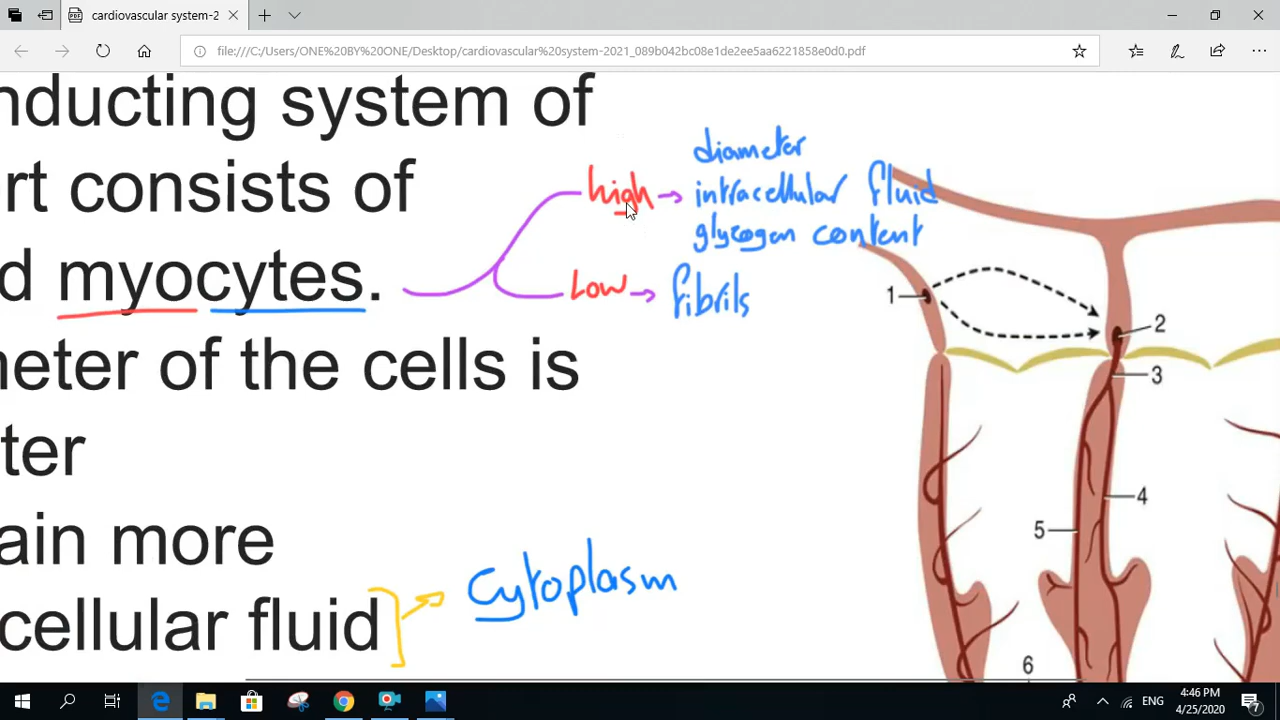 cardiovascular system-2
file:///C:/Users/ONE%20BY%20ONE/Desktop/cardiovascular%20system-2021_089b042bc08e1de2ee5aa6221858e0d0.pdf
nducting system of
rt consists of
d myocytes.
neter of the cells is
ter
ain more
cellular fluid
high
diameter
intracellular fluid
glycogen content
Low
fibrils
Cytoplasm
1
2
3
4
5
6
ENG
4:46 PM
4/25/2020
7